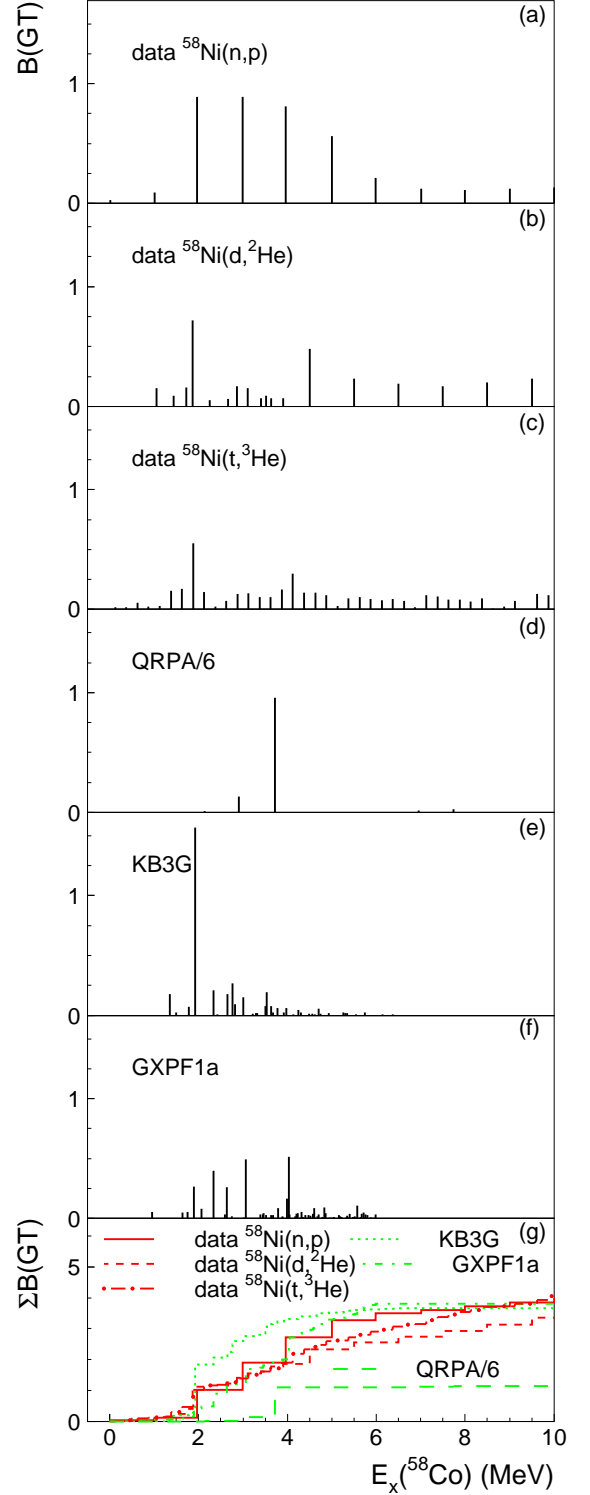 (a)
B(GT)
data ⁵⁸Ni(n,p)
1
0
(b)
data ⁵⁸Ni(d,²He)
1
0
(c)
data ⁵⁸Ni(t,³He)
1
0
(d)
QRPA/6
1
0
(e)
KB3G
1
0
(f)
GXPF1a
1
0
(g)
ΣB(GT)
data ⁵⁸Ni(n,p) KB3G
data ⁵⁸Ni(d,²He) GXPF1a
data ⁵⁸Ni(t,³He)
5
QRPA/6
0
0 2 4 6 8 10
Eₓ(⁵⁸Co) (MeV)